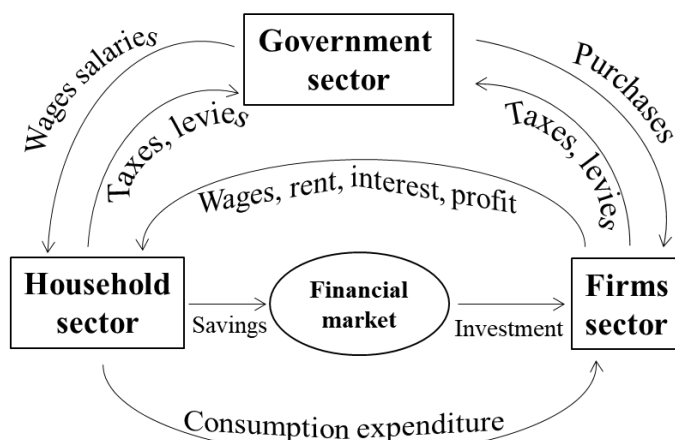 Government
sector
Wages salaries
Taxes, levies
Purchases
Taxes, levies
Wages, rent, interest, profit
Household
sector
Savings
Financial
market
Investment
Firms
sector
Consumption expenditure